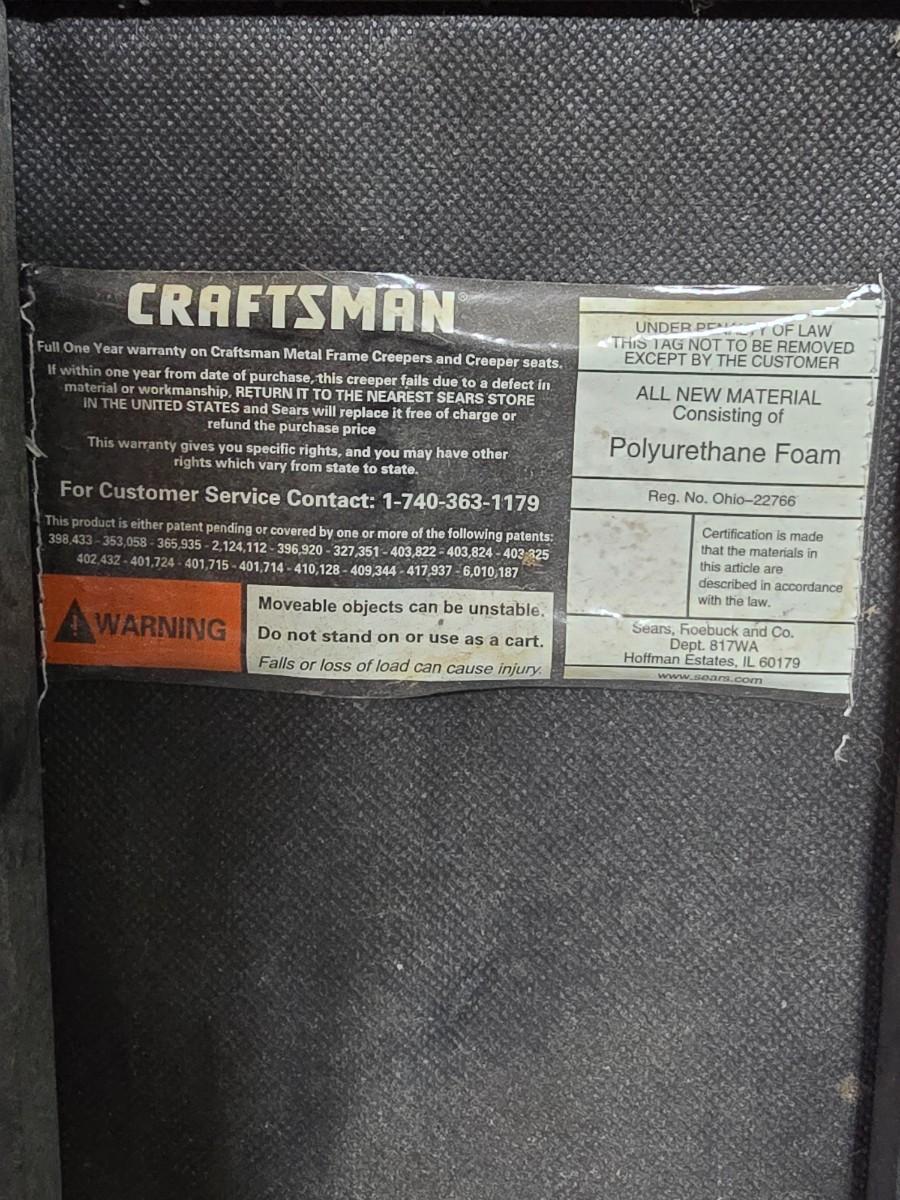 CRAFTSMAN®
Full One Year warranty on Craftsman Metal Frame Creepers and Creeper seats.
If within one year from date of purchase, this creeper fails due to a defect in
material or workmanship, RETURN IT TO THE NEAREST SEARS STORE
IN THE UNITED STATES and Sears will replace it free of charge or
refund the purchase price
This warranty gives you specific rights, and you may have other
rights which vary from state to state.
For Customer Service Contact: 1-740-363-1179
This product is either patent pending or covered by one or more of the following patents:
398,433 - 353,058 - 365,935 - 2,124,112 - 396,920 - 327,351 - 403,822 - 403,824 - 403,825
402,432 - 401,724 - 401,715 - 401,714 - 410,128 - 409,344 - 417,937 - 6,010,187
WARNING
Moveable objects can be unstable.
Do not stand on or use as a cart.
Falls or loss of load can cause injury.
UNDER PENALTY OF LAW
THIS TAG NOT TO BE REMOVED
EXCEPT BY THE CUSTOMER
ALL NEW MATERIAL
Consisting of
Polyurethane Foam
Reg. No. Ohio-22766
Certification is made
that the materials in
this article are
described in accordance
with the law.
Sears, Roebuck and Co.
Dept. 817WA
Hoffman Estates, IL 60179
www.sears.com